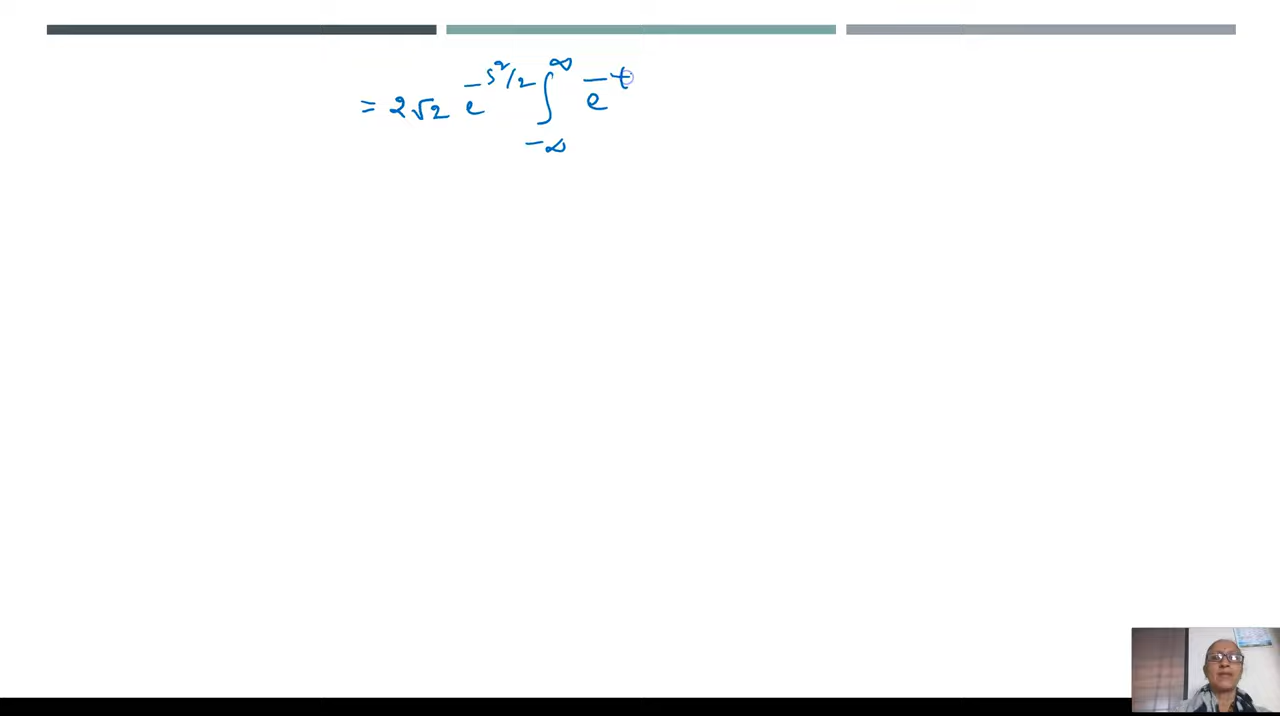 = 2√2 e^{-s²/2} ∫_{-∞}^{∞} e^{-t}